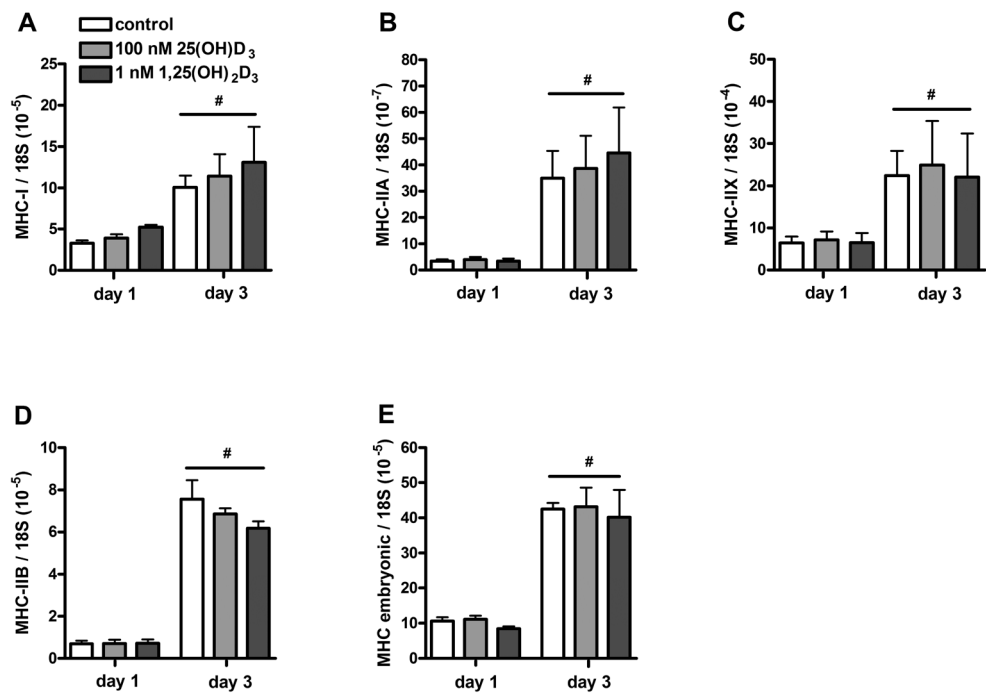 A
control
100 nM 25(OH)D3
1 nM 1,25(OH)2D3
MHC-I / 18S (10-5)
25
20
15
10
5
0
#
day 1
day 3
B
MHC-IIA / 18S (10-7)
80
70
60
50
40
30
20
10
0
#
day 1
day 3
C
MHC-IIX / 18S (10-4)
50
40
30
20
10
0
#
day 1
day 3
D
MHC-IIB / 18S (10-5)
10
8
6
4
2
0
#
day 1
day 3
E
MHC embryonic / 18S (10-5)
60
50
40
30
20
10
0
#
day 1
day 3